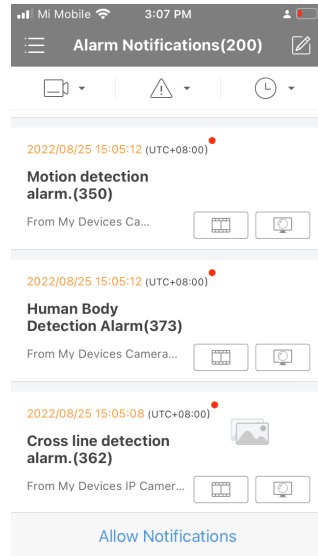 Mi Mobile 3:07 PM
Alarm Notifications(200)
2022/08/25 15:05:12 (UTC+08:00)
Motion detection
alarm.(350)
From My Devices Ca...
2022/08/25 15:05:12 (UTC+08:00)
Human Body
Detection Alarm(373)
From My Devices Camera...
2022/08/25 15:05:08 (UTC+08:00)
Cross line detection
alarm.(362)
From My Devices IP Camer...
Allow Notifications